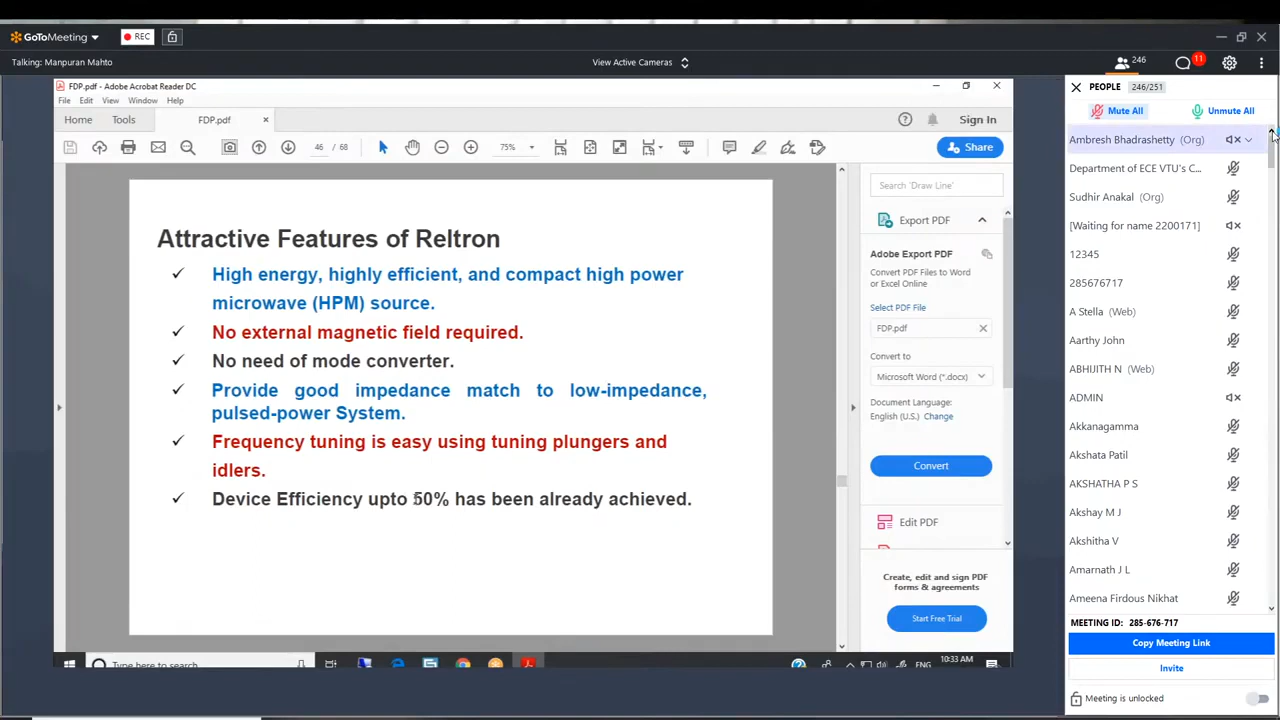 GoToMeeting
REC
Talking: Manpuran Mahto
View Active Cameras
246
11
FDP.pdf - Adobe Acrobat Reader DC
File Edit View Window Help
Home Tools FDP.pdf
Sign In
46 / 68
75%
Share
Attractive Features of Reltron
High energy, highly efficient, and compact high power
microwave (HPM) source.
No external magnetic field required.
No need of mode converter.
Provide good impedance match to low-impedance,
pulsed-power System.
Frequency tuning is easy using tuning plungers and
idlers.
Device Efficiency upto 50% has been already achieved.
Search 'Draw Line'
Export PDF
Adobe Export PDF
Convert PDF Files to Word
or Excel Online
Select PDF File
FDP.pdf
Convert to
Microsoft Word (*.docx)
Document Language:
English (U.S.) Change
Convert
Edit PDF
Create, edit and sign PDF
forms & agreements
Start Free Trial
Type here to search
ENG
10:33 AM
PEOPLE 246/251
Mute All Unmute All
Ambresh Bhadrashetty (Org)
Department of ECE VTU's C...
Sudhir Anakal (Org)
[Waiting for name 2200171]
12345
285676717
A Stella (Web)
Aarthy John
ABHIJITH N (Web)
ADMIN
Akkanagamma
Akshata Patil
AKSHATHA P S
Akshay M J
Akshitha V
Amarnath J L
Ameena Firdous Nikhat
MEETING ID: 285-676-717
Copy Meeting Link
Invite
Meeting is unlocked